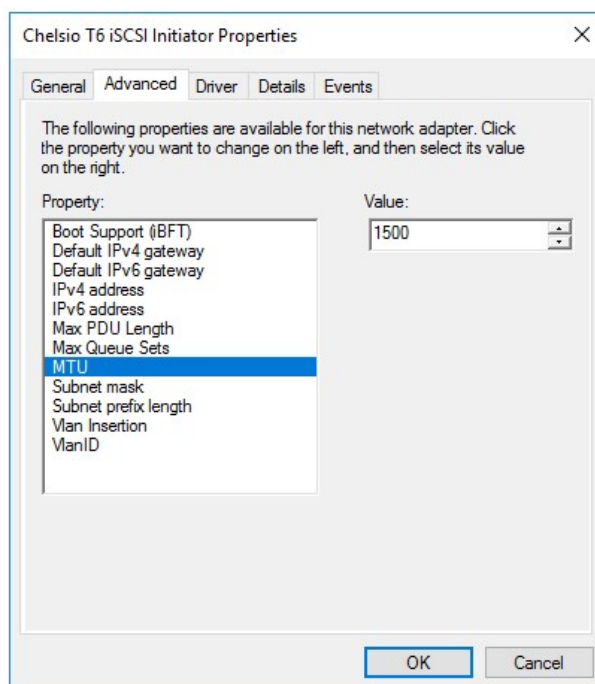 Chelsio T6 iSCSI Initiator Properties
General Advanced Driver Details Events
The following properties are available for this network adapter. Click
the property you want to change on the left, and then select its value
on the right.
Property:
Value:
Boot Support (iBFT)
1500
Default IPv4 gateway
Default IPv6 gateway
IPv4 address
IPv6 address
Max PDU Length
Max Queue Sets
MTU
Subnet mask
Subnet prefix length
Vlan Insertion
VlanID
OK
Cancel